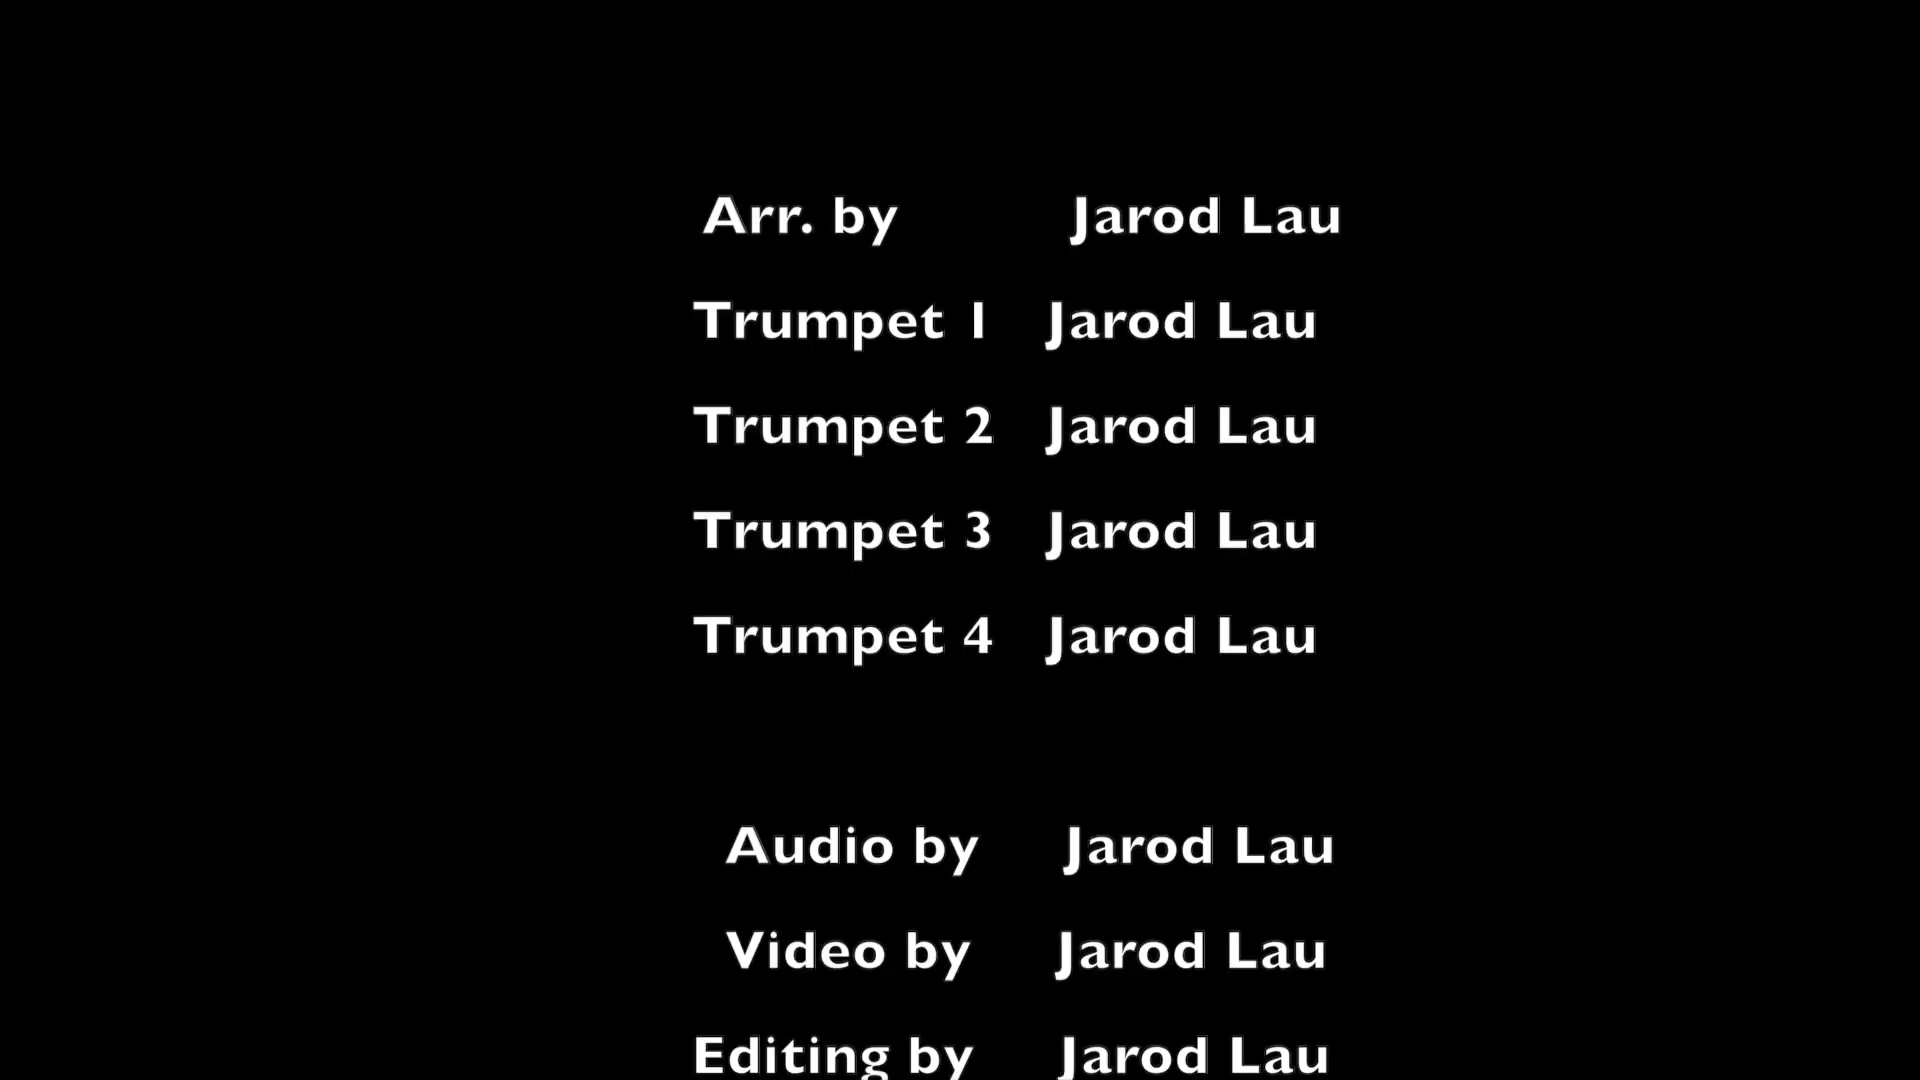 Arr. by Jarod Lau
Trumpet 1 Jarod Lau
Trumpet 2 Jarod Lau
Trumpet 3 Jarod Lau
Trumpet 4 Jarod Lau
Audio by Jarod Lau
Video by Jarod Lau
Editing by Jarod Lau